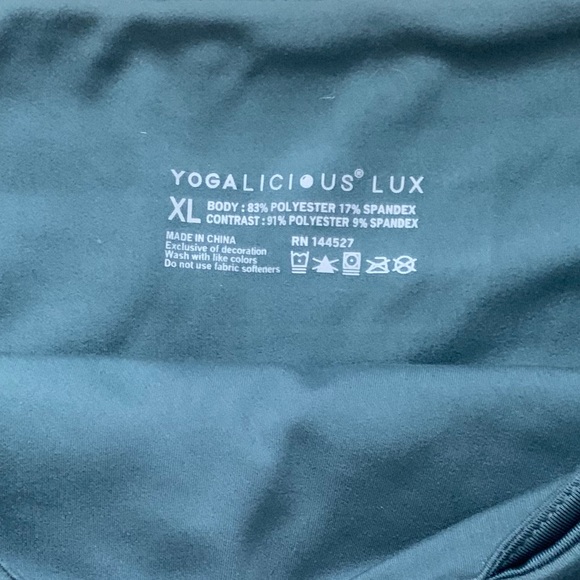 YOGALICIOUS® LUX
XL BODY : 83% POLYESTER 17% SPANDEX
CONTRAST : 91% POLYESTER 9% SPANDEX
MADE IN CHINA RN 144527
Exclusive of decoration
Wash with like colors
Do not use fabric softeners